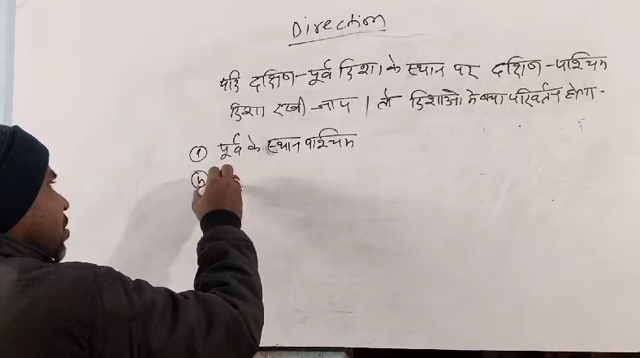 Direction
यदि दक्षिण-पूर्व दिशा के स्थान पर दक्षिण-पश्चिम
दिशा रखी जाय । तो दिशाओ मे क्या परिवर्तन होगा.
(1) पूर्व के स्थान पश्चिम